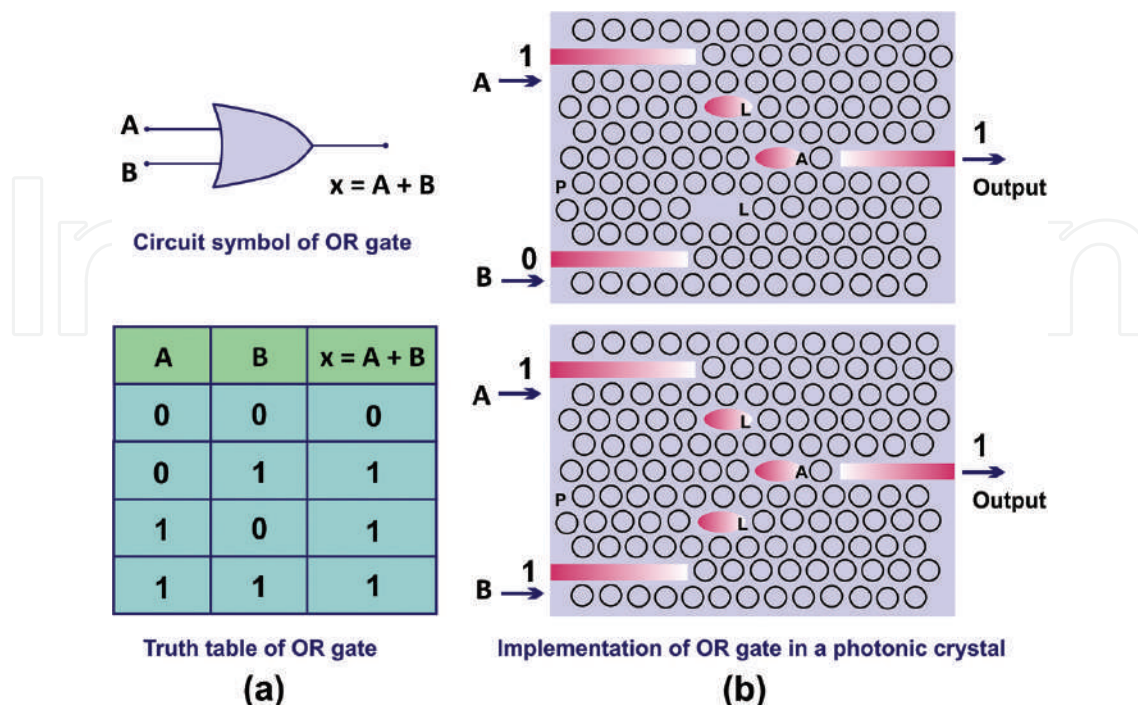 A
B
x = A + B
Circuit symbol of OR gate
A B x = A + B
0 0 0
0 1 1
1 0 1
1 1 1
Truth table of OR gate
(a)
1
A
L
1
A
Output
P
L
0
B
1
A
L
1
A
Output
P
L
1
B
Implementation of OR gate in a photonic crystal
(b)